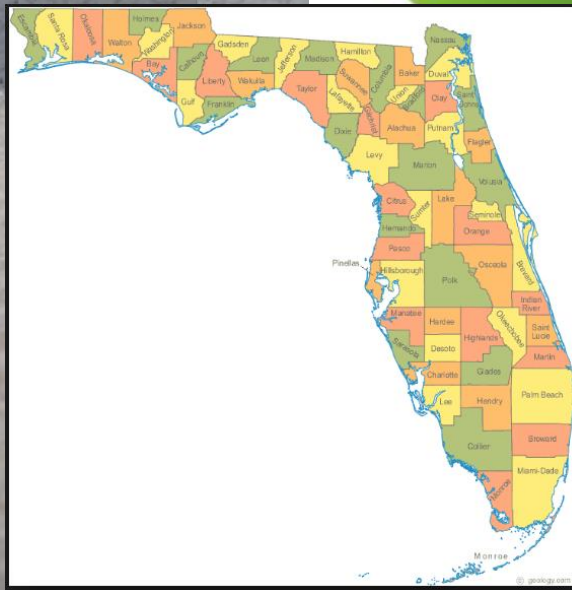 Escambia
Santa Rosa
Okaloosa
Walton
Holmes
Washington
Bay
Jackson
Calhoun
Gulf
Gadsden
Liberty
Franklin
Leon
Wakulla
Jefferson
Madison
Taylor
Hamilton
Suwannee
Lafayette
Dixie
Columbia
Gilchrist
Baker
Union
Bradford
Alachua
Levy
Nassau
Duval
Clay
Saint
Johns
Putnam
Flagler
Marion
Volusia
Citrus
Sumter
Lake
Seminole
Hernando
Orange
Pasco
Pinellas
Hillsborough
Polk
Osceola
Brevard
Indian
River
Manatee
Hardee
Highlands
Okeechobee
Saint
Lucie
Sarasota
Desoto
Martin
Charlotte
Glades
Lee
Hendry
Palm Beach
Collier
Broward
Monroe
Miami-Dade
Monroe
© geology.com